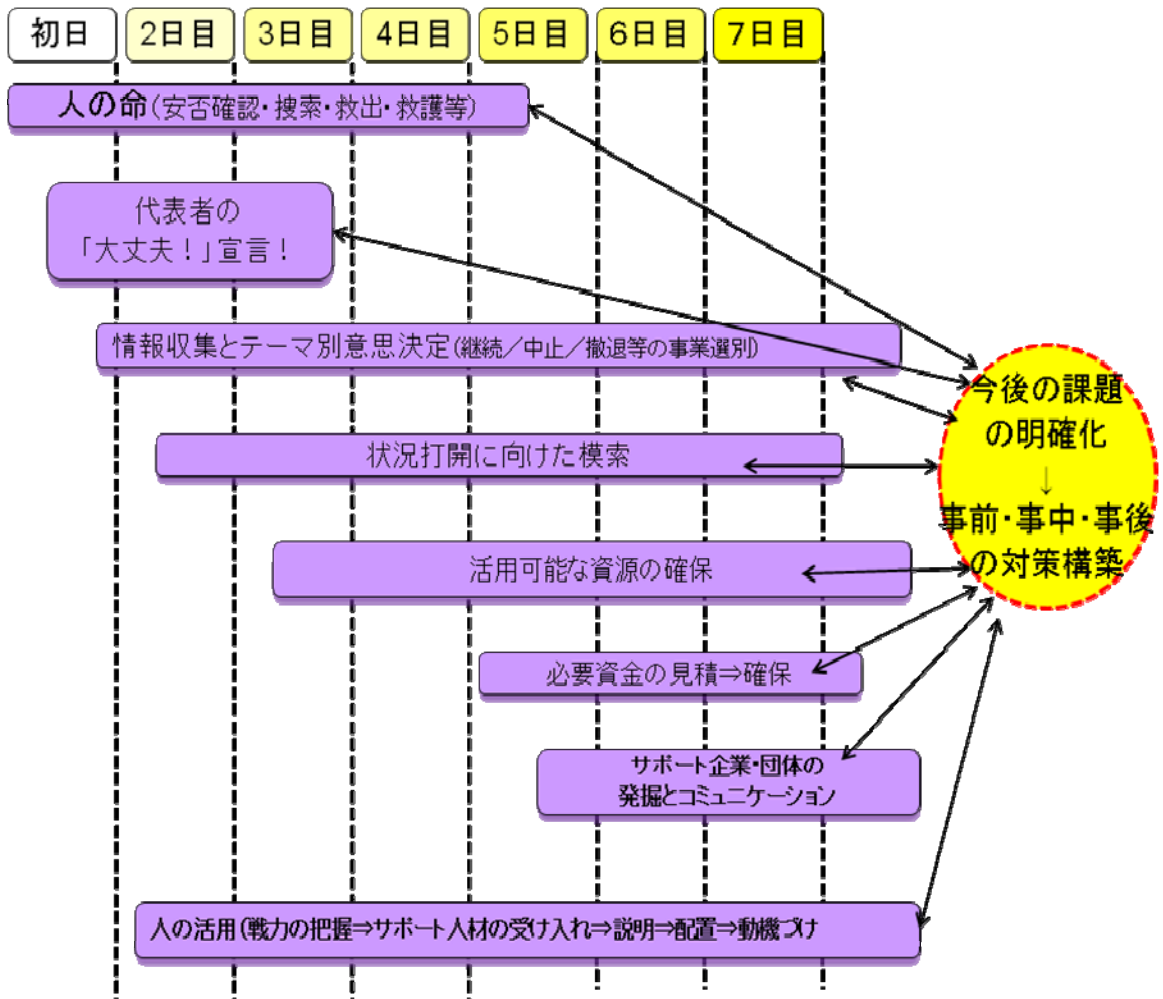 初日
2日目
3日目
4日目
5日目
6日目
7日目
人の命(安否確認・捜索・救出・救護等)
代表者の
「大丈夫！」宣言！
情報収集とテーマ別意思決定(継続／中止／撤退等の事業選別)
状況打開に向けた模索
活用可能な資源の確保
必要資金の見積⇒確保
サポート企業・団体の
発掘とコミュニケーション
人の活用(戦力の把握⇒サポート人材の受け入れ⇒説明⇒配置⇒動機づけ
今後の課題
の明確化
↓
事前・事中・事後
の対策構築